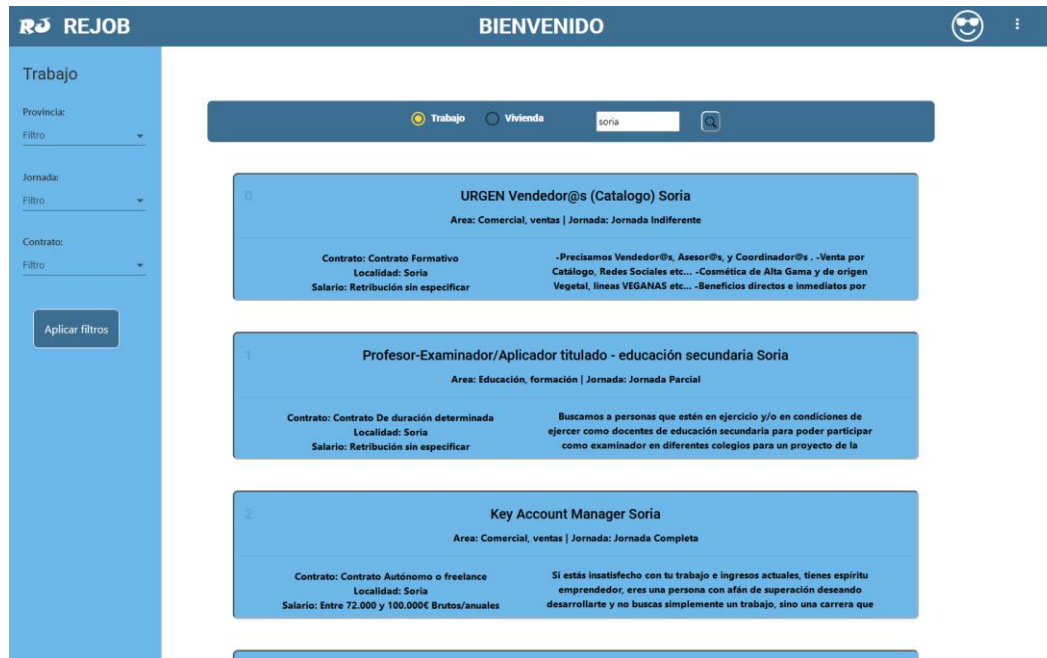 RJ REJOB
BIENVENIDO
Trabajo
Provincia:
Filtro
Jornada:
Filtro
Contrato:
Filtro
Aplicar filtros
Trabajo
Vivienda
soria
0
URGEN Vendedor@s (Catalogo) Soria
Area: Comercial, ventas | Jornada: Jornada Indiferente
Contrato: Contrato Formativo
Localidad: Soria
Salario: Retribución sin especificar
-Precisamos Vendedor@s, Asesor@s, y Coordinador@s . -Venta por
Catálogo, Redes Sociales etc... -Cosmética de Alta Gama y de origen
Vegetal, lineas VEGANAS etc... -Beneficios directos e inmediatos por
1
Profesor-Examinador/Aplicador titulado - educación secundaria Soria
Area: Educación, formación | Jornada: Jornada Parcial
Contrato: Contrato De duración determinada
Localidad: Soria
Salario: Retribución sin especificar
Buscamos a personas que estén en ejercicio y/o en condiciones de
ejercer como docentes de educación secundaria para poder participar
como examinador en diferentes colegios para un proyecto de la
2
Key Account Manager Soria
Area: Comercial, ventas | Jornada: Jornada Completa
Contrato: Contrato Autónomo o freelance
Localidad: Soria
Salario: Entre 72.000 y 100.000€ Brutos/anuales
Si estás insatisfecho con tu trabajo e ingresos actuales, tienes espíritu
emprendedor, eres una persona con afán de superación deseando
desarrollarte y no buscas simplemente un trabajo, sino una carrera que